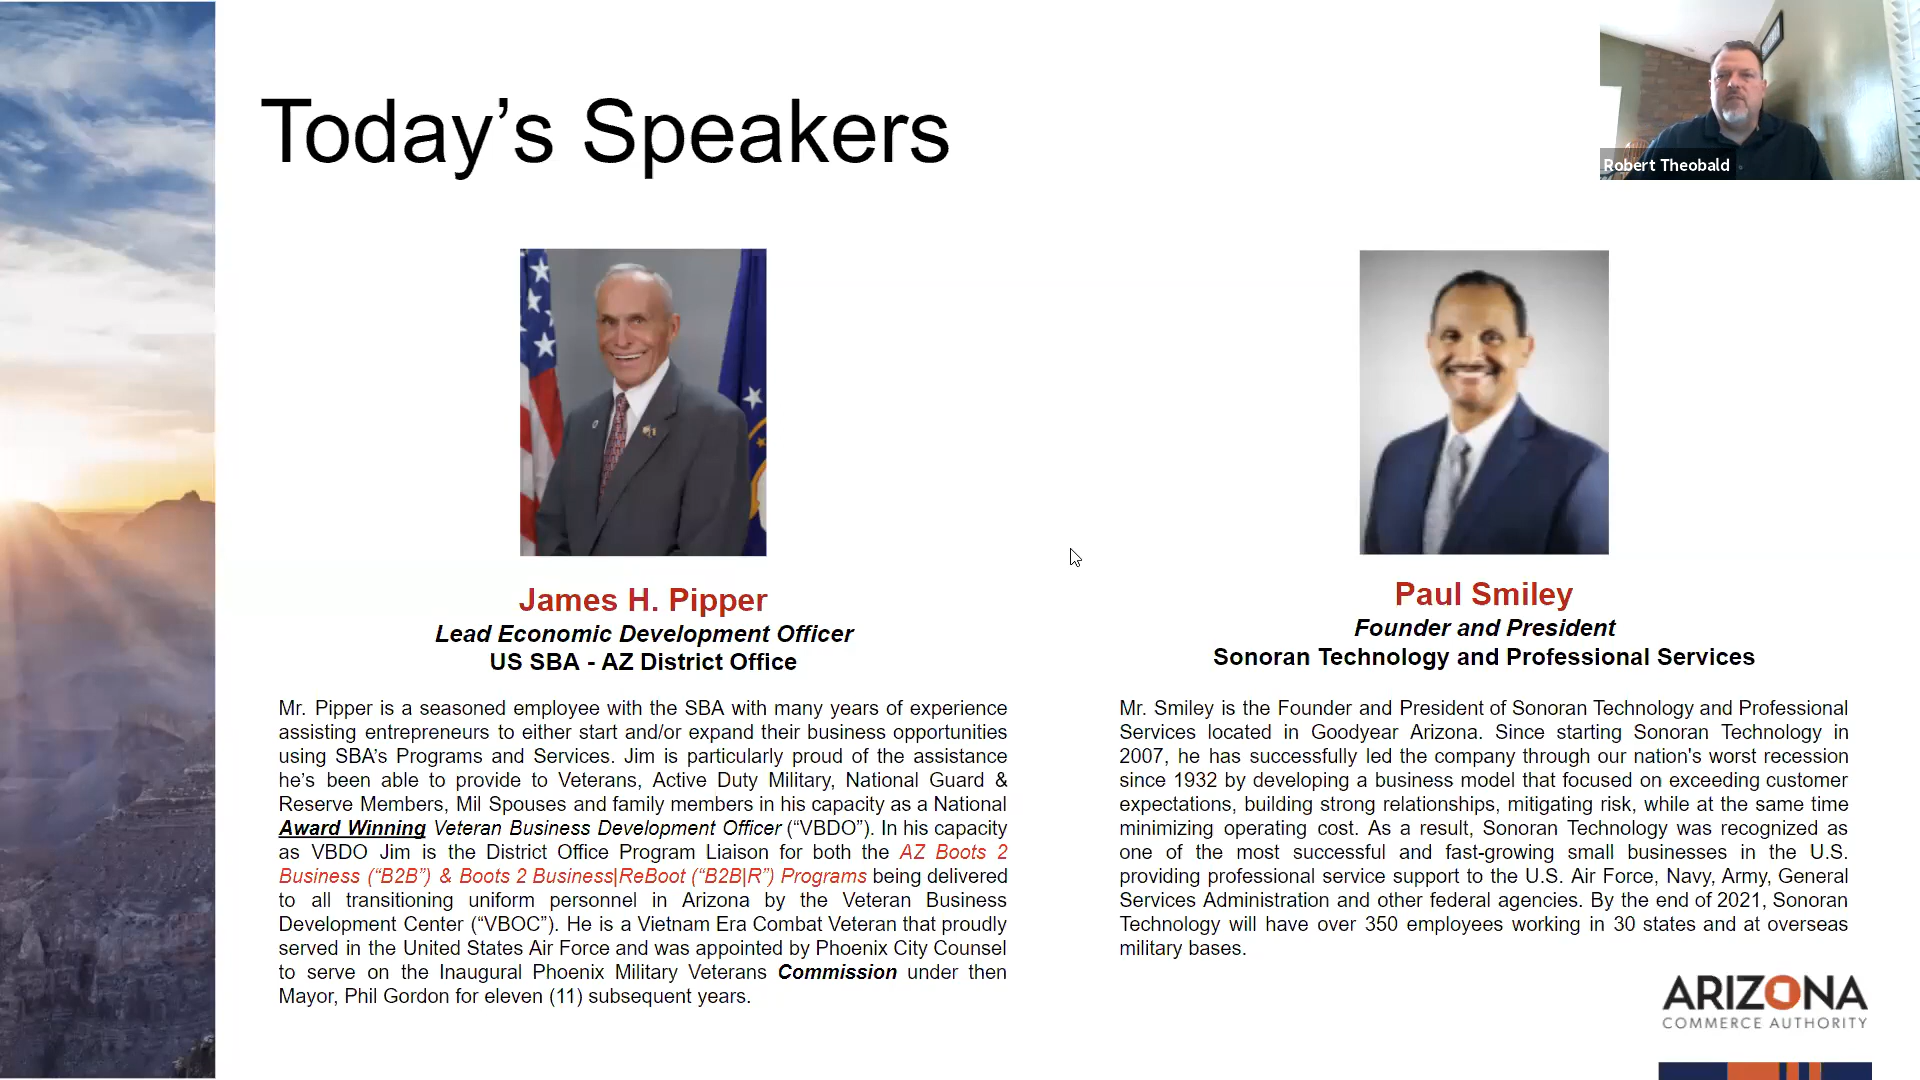 Today’s Speakers
Robert Theobald
James H. Pipper
Lead Economic Development Officer
US SBA - AZ District Office
Mr. Pipper is a seasoned employee with the SBA with many years of experience
assisting entrepreneurs to either start and/or expand their business opportunities
using SBA’s Programs and Services. Jim is particularly proud of the assistance
he’s been able to provide to Veterans, Active Duty Military, National Guard &
Reserve Members, Mil Spouses and family members in his capacity as a National
Award Winning Veteran Business Development Officer (“VBDO”). In his capacity
as VBDO Jim is the District Office Program Liaison for both the AZ Boots 2
Business (“B2B”) & Boots 2 Business|ReBoot (“B2B|R”) Programs being delivered
to all transitioning uniform personnel in Arizona by the Veteran Business
Development Center (“VBOC”). He is a Vietnam Era Combat Veteran that proudly
served in the United States Air Force and was appointed by Phoenix City Counsel
to serve on the Inaugural Phoenix Military Veterans Commission under then
Mayor, Phil Gordon for eleven (11) subsequent years.
Paul Smiley
Founder and President
Sonoran Technology and Professional Services
Mr. Smiley is the Founder and President of Sonoran Technology and Professional
Services located in Goodyear Arizona. Since starting Sonoran Technology in
2007, he has successfully led the company through our nation's worst recession
since 1932 by developing a business model that focused on exceeding customer
expectations, building strong relationships, mitigating risk, while at the same time
minimizing operating cost. As a result, Sonoran Technology was recognized as
one of the most successful and fast-growing small businesses in the U.S.
providing professional service support to the U.S. Air Force, Navy, Army, General
Services Administration and other federal agencies. By the end of 2021, Sonoran
Technology will have over 350 employees working in 30 states and at overseas
military bases.
ARIZONA
COMMERCE AUTHORITY